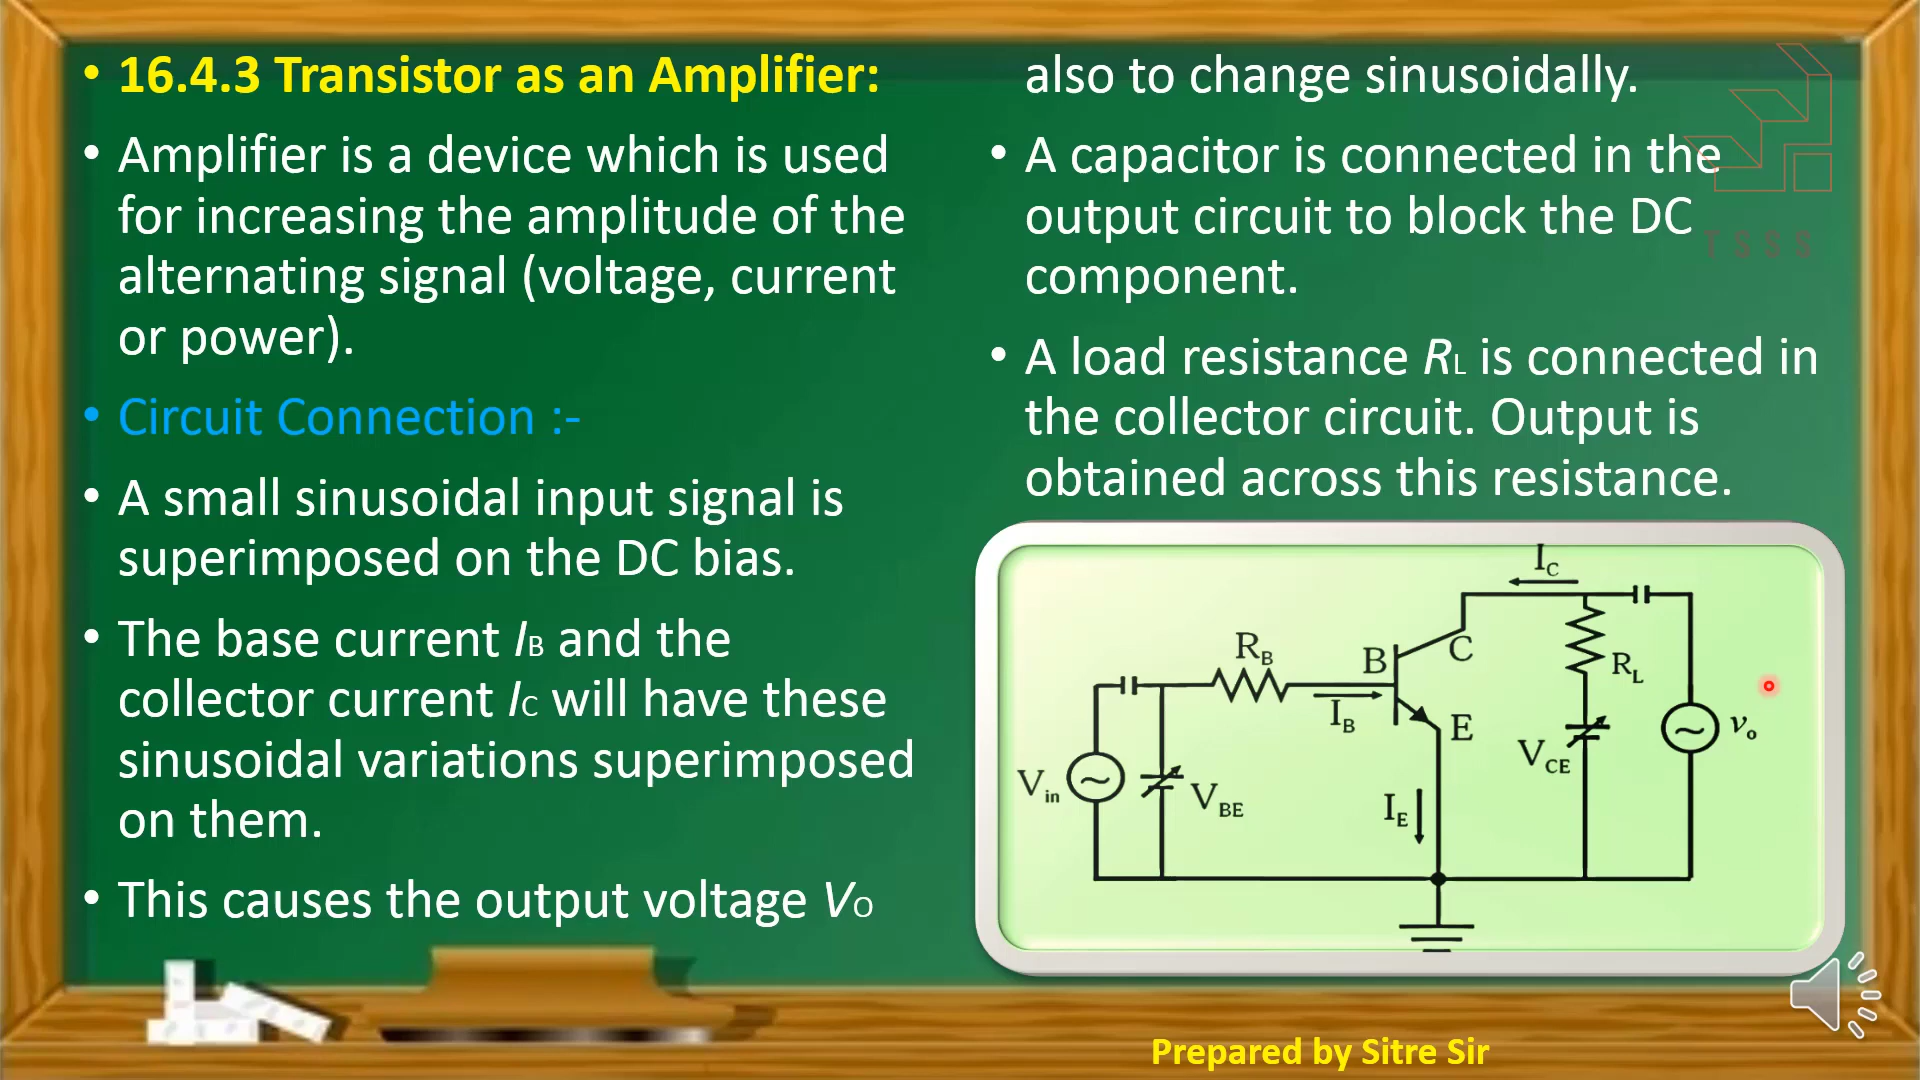 • 16.4.3 Transistor as an Amplifier:
• Amplifier is a device which is used
for increasing the amplitude of the
alternating signal (voltage, current
or power).
• Circuit Connection :-
• A small sinusoidal input signal is
superimposed on the DC bias.
• The base current IB and the
collector current IC will have these
sinusoidal variations superimposed
on them.
• This causes the output voltage VO
also to change sinusoidally.
• A capacitor is connected in the
output circuit to block the DC
component.
• A load resistance RL is connected in
the collector circuit. Output is
obtained across this resistance.
TSSS
IC
RB
B
C
RL
IB
E
VCE
vo
Vin
VBE
IE
Prepared by Sitre Sir